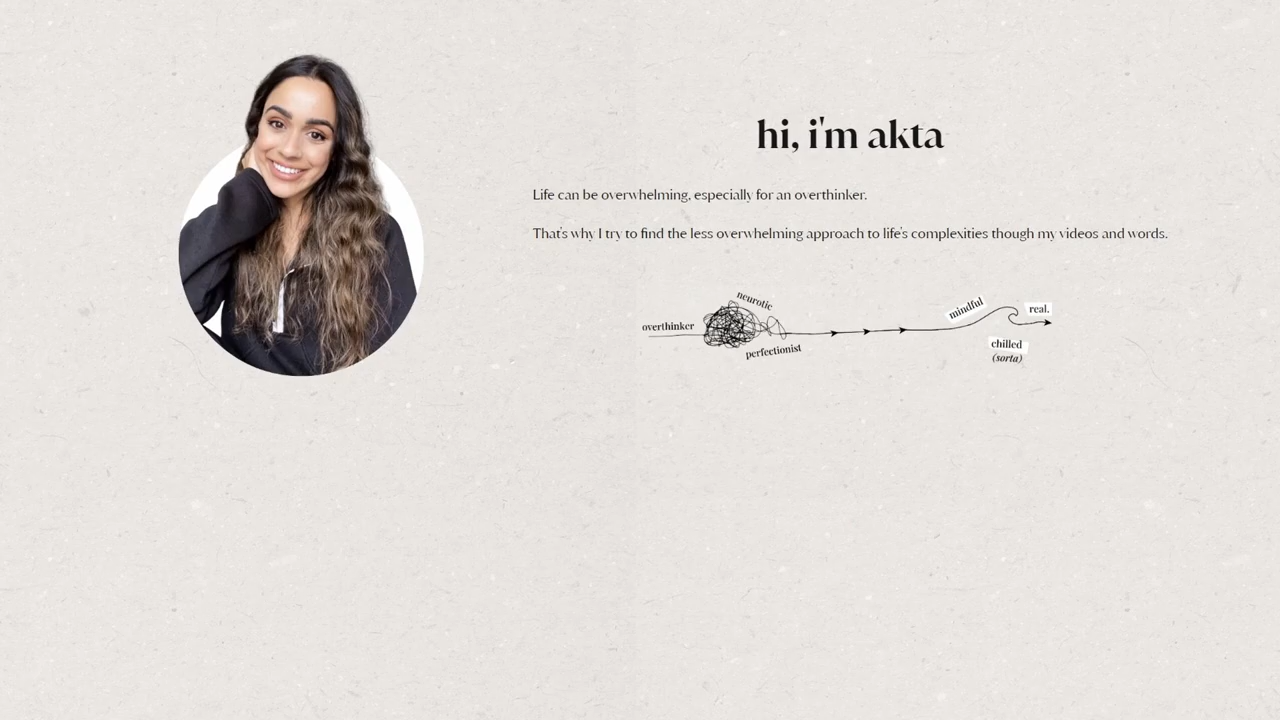 hi, i'm akta
Life can be overwhelming, especially for an overthinker.
That's why I try to find the less overwhelming approach to life's complexities though my videos and words.
overthinker
neurotic
perfectionist
mindful
real.
chilled
(sorta)